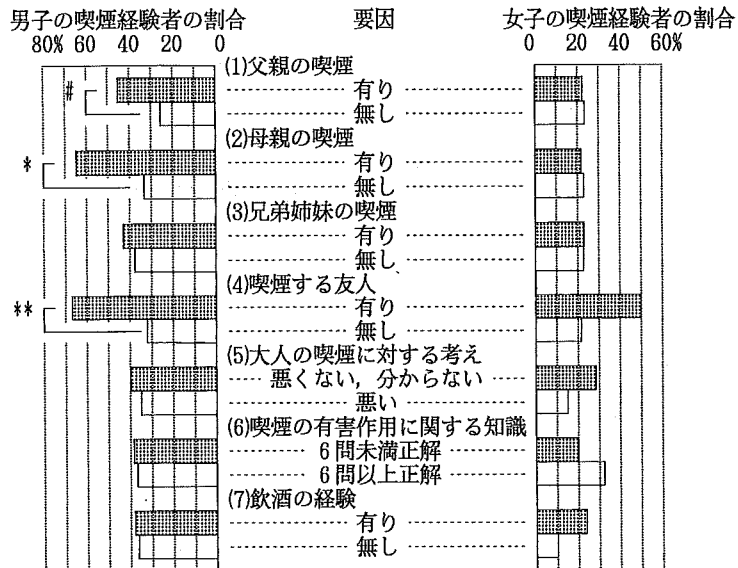 男子の喫煙経験者の割合 要因 女子の喫煙経験者の割合
80% 60 40 20 0 0 20 40 60%
(1)父親の喫煙
# 有り
無し
(2)母親の喫煙
* 有り
無し
(3)兄弟姉妹の喫煙
有り
無し
(4)喫煙する友人
** 有り
無し
(5)大人の喫煙に対する考え
悪くない，分からない
悪い
(6)喫煙の有害作用に関する知識
6問未満正解
6問以上正解
(7)飲酒の経験
有り
無し